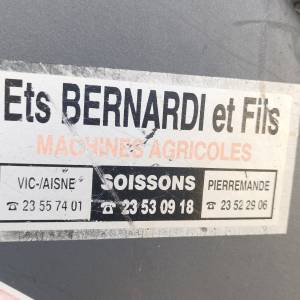 Ets BERNARDI et Fils
MACHINES AGRICOLES
VIC-/AISNE SOISSONS PIERREMANDE
☎ 23 55 74 01 ☎ 23 53 09 18 ☎ 23 52 29 06